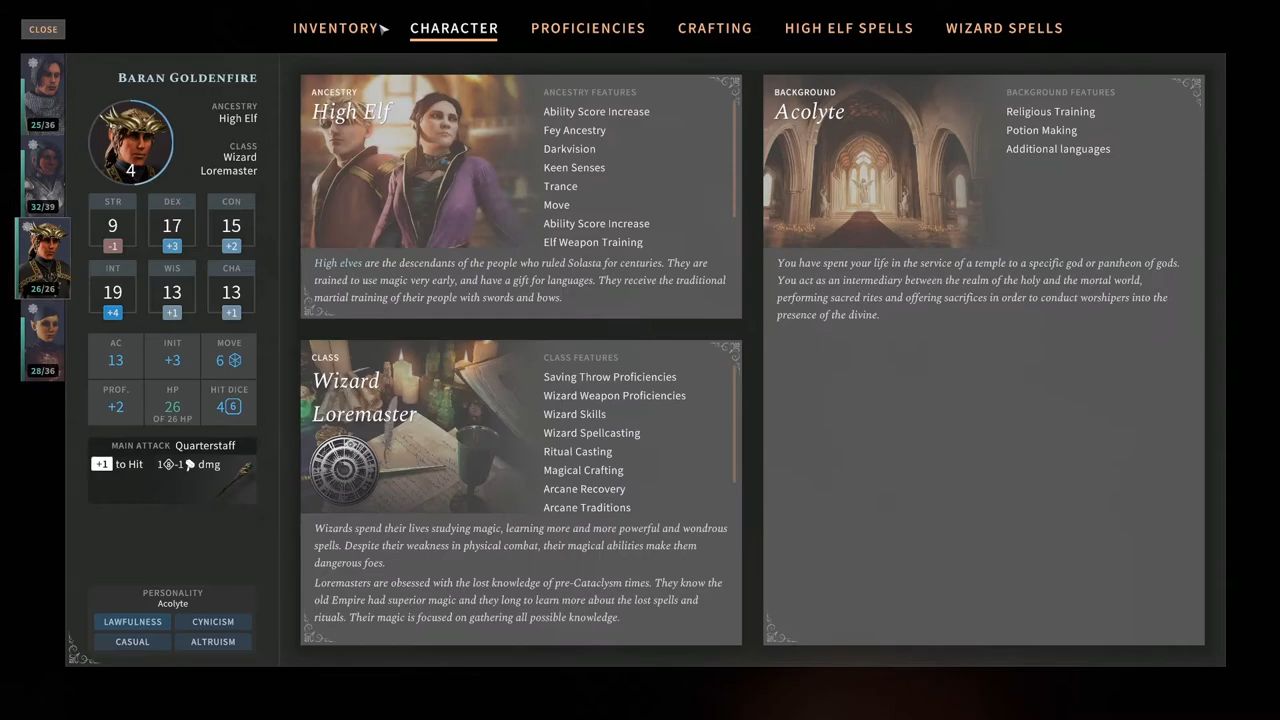 CLOSE
INVENTORY
CHARACTER
PROFICIENCIES
CRAFTING
HIGH ELF SPELLS
WIZARD SPELLS
25/36
32/39
26/26
28/36
BARAN GOLDENFIRE
4
ANCESTRY
High Elf
CLASS
Wizard
Loremaster
STR
DEX
CON
9
17
15
-1
+3
+2
INT
WIS
CHA
19
13
13
+4
+1
+1
AC
INIT
MOVE
13
+3
6
PROF.
HP
HIT DICE
+2
26
4 6
OF 26 HP
MAIN ATTACK Quarterstaff
+1 to Hit 1 8 -1 dmg
PERSONALITY
Acolyte
LAWFULNESS
CYNICISM
CASUAL
ALTRUISM
ANCESTRY
High Elf
ANCESTRY FEATURES
Ability Score Increase
Fey Ancestry
Darkvision
Keen Senses
Trance
Move
Ability Score Increase
Elf Weapon Training
High elves are the descendants of the people who ruled Solasta for centuries. They are
trained to use magic very early, and have a gift for languages. They receive the traditional
martial training of their people with swords and bows.
CLASS
Wizard
Loremaster
CLASS FEATURES
Saving Throw Proficiencies
Wizard Weapon Proficiencies
Wizard Skills
Wizard Spellcasting
Ritual Casting
Magical Crafting
Arcane Recovery
Arcane Traditions
Wizards spend their lives studying magic, learning more and more powerful and wondrous
spells. Despite their weakness in physical combat, their magical abilities make them
dangerous foes.
Loremasters are obsessed with the lost knowledge of pre-Cataclysm times. They know the
old Empire had superior magic and they long to learn more about the lost spells and
rituals. Their magic is focused on gathering all possible knowledge.
BACKGROUND
Acolyte
BACKGROUND FEATURES
Religious Training
Potion Making
Additional languages
You have spent your life in the service of a temple to a specific god or pantheon of gods.
You act as an intermediary between the realm of the holy and the mortal world,
performing sacred rites and offering sacrifices in order to conduct worshipers into the
presence of the divine.